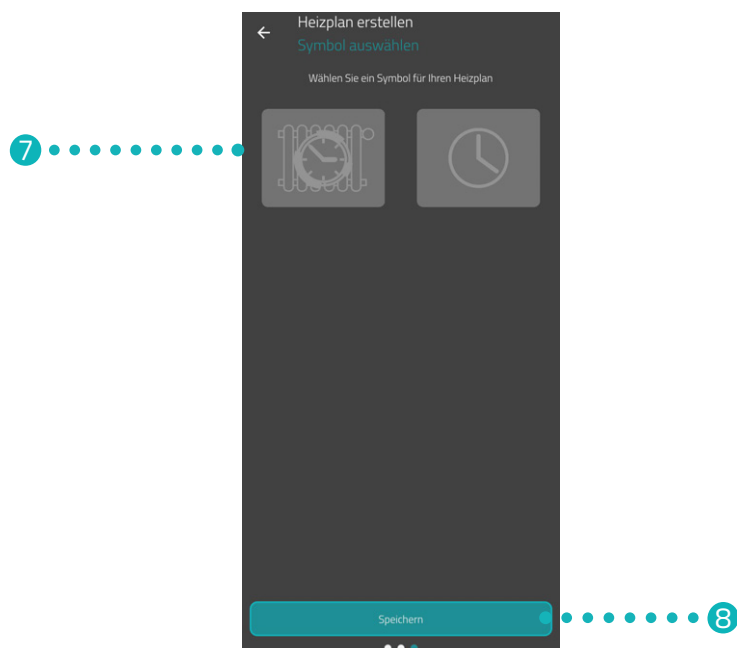 Heizplan erstellen
Symbol auswählen
Wählen Sie ein Symbol für Ihren Heizplan
7
Speichern
8